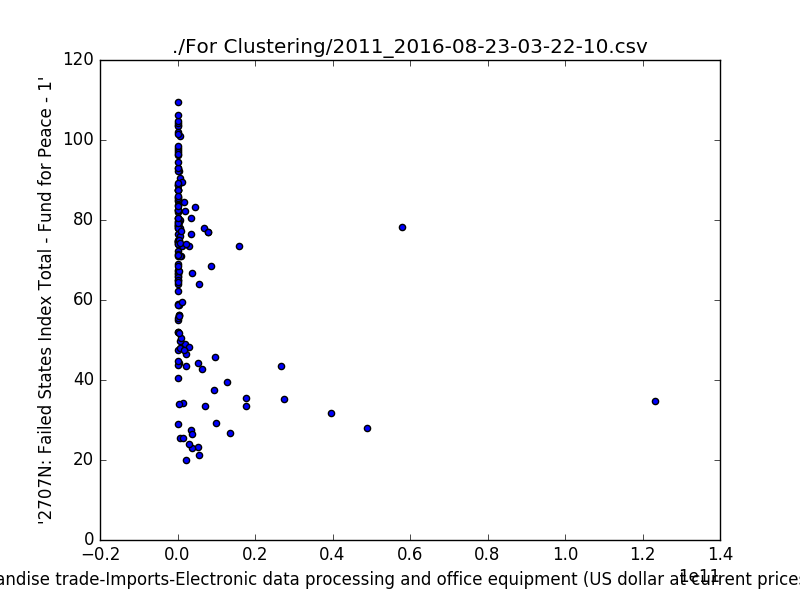 ./For Clustering/2011_2016-08-23-03-22-10.csv
120
100
80
60
40
20
0
'2707N: Failed States Index Total - Fund for Peace - 1'
−0.2 0.0 0.2 0.4 0.6 0.8 1.0 1.2 1.4
1e11
andise trade-Imports-Electronic data processing and office equipment (US dollar at current prices